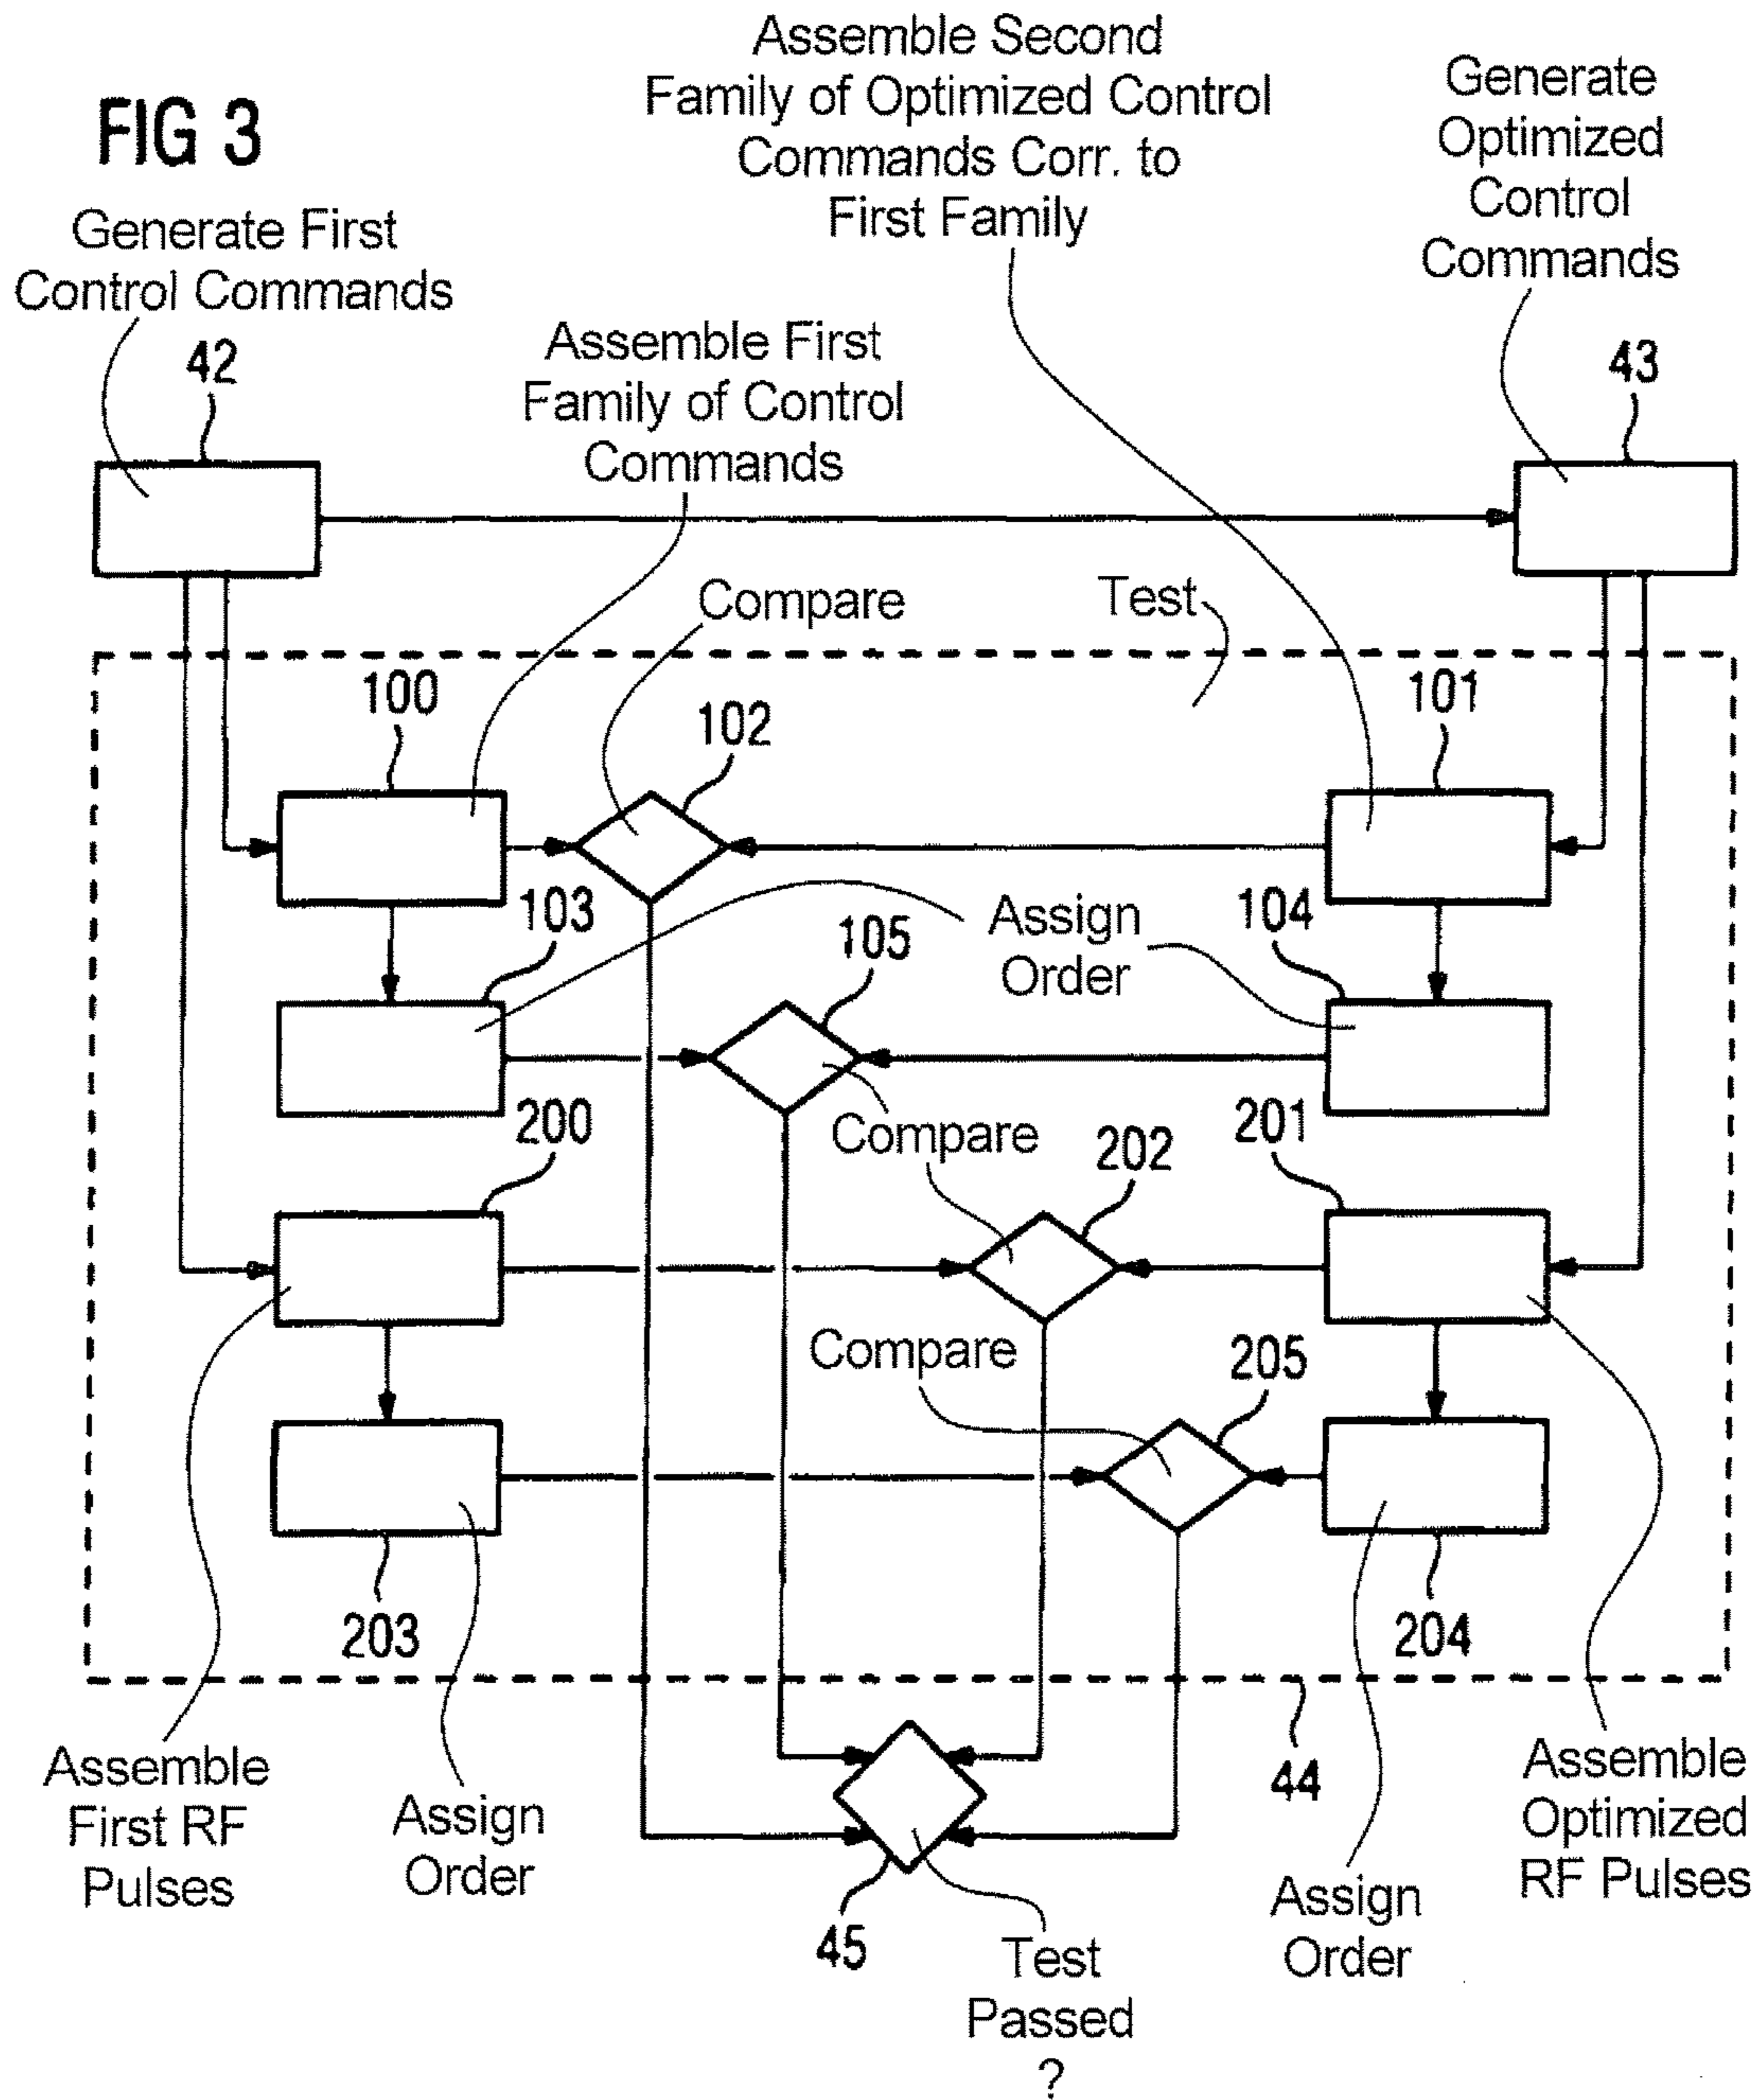 FIG 3
Assemble Second
Family of Optimized Control
Commands Corr. to
First Family
Generate
Optimized
Control
Commands
Generate First
Control Commands
42
Assemble First
Family of Control
Commands
43
Compare
Test
100
102
101
103
105
Assign
Order
104
200
Compare
202
201
Compare
205
203
204
Assemble
First RF
Pulses
Assign
Order
44
Assemble
Optimized
RF Pulses
Assign
Order
45
Test
Passed
?